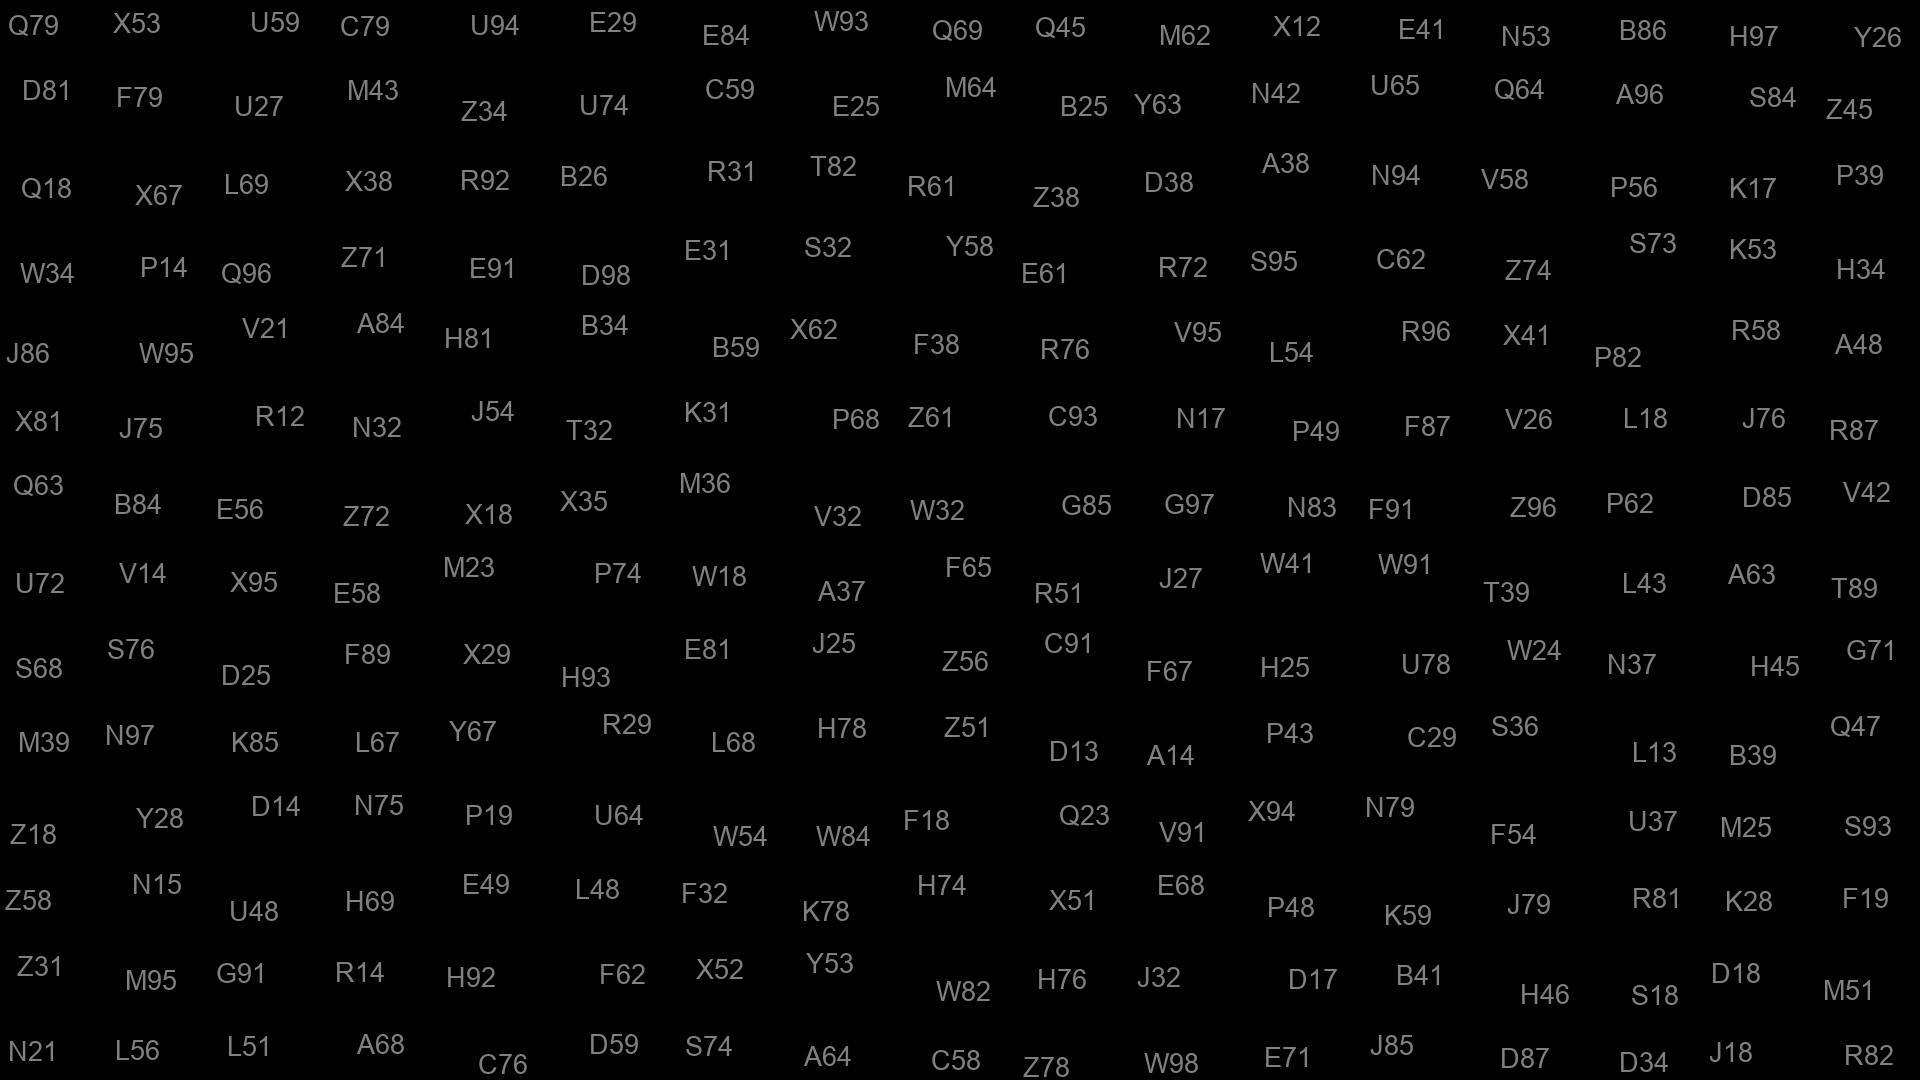 Q79 X53 U59 C79 U94 E29 E84 W93 Q69 Q45 M62 X12 E41 N53 B86 H97 Y26
D81 F79 U27 M43 Z34 U74 C59 E25 M64 B25 Y63 N42 U65 Q64 A96 S84 Z45
Q18 X67 L69 X38 R92 B26 R31 T82 R61 Z38 D38 A38 N94 V58 P56 K17 P39
W34 P14 Q96 Z71 E91 D98 E31 S32 Y58 E61 R72 S95 C62 Z74 S73 K53 H34
J86 W95 V21 A84 H81 B34 B59 X62 F38 R76 V95 L54 R96 X41 P82 R58 A48
X81 J75 R12 N32 J54 T32 K31 P68 Z61 C93 N17 P49 F87 V26 L18 J76 R87
Q63 B84 E56 Z72 X18 X35 M36 V32 W32 G85 G97 N83 F91 Z96 P62 D85 V42
U72 V14 X95 E58 M23 P74 W18 A37 F65 R51 J27 W41 W91 T39 L43 A63 T89
S68 S76 D25 F89 X29 H93 E81 J25 Z56 C91 F67 H25 U78 W24 N37 H45 G71
M39 N97 K85 L67 Y67 R29 L68 H78 Z51 D13 A14 P43 C29 S36 L13 B39 Q47
Z18 Y28 D14 N75 P19 U64 W54 W84 F18 Q23 V91 X94 N79 F54 U37 M25 S93
Z58 N15 U48 H69 E49 L48 F32 K78 H74 X51 E68 P48 K59 J79 R81 K28 F19
Z31 M95 G91 R14 H92 F62 X52 Y53 W82 H76 J32 D17 B41 H46 S18 D18 M51
N21 L56 L51 A68 C76 D59 S74 A64 C58 Z78 W98 E71 J85 D87 D34 J18 R82